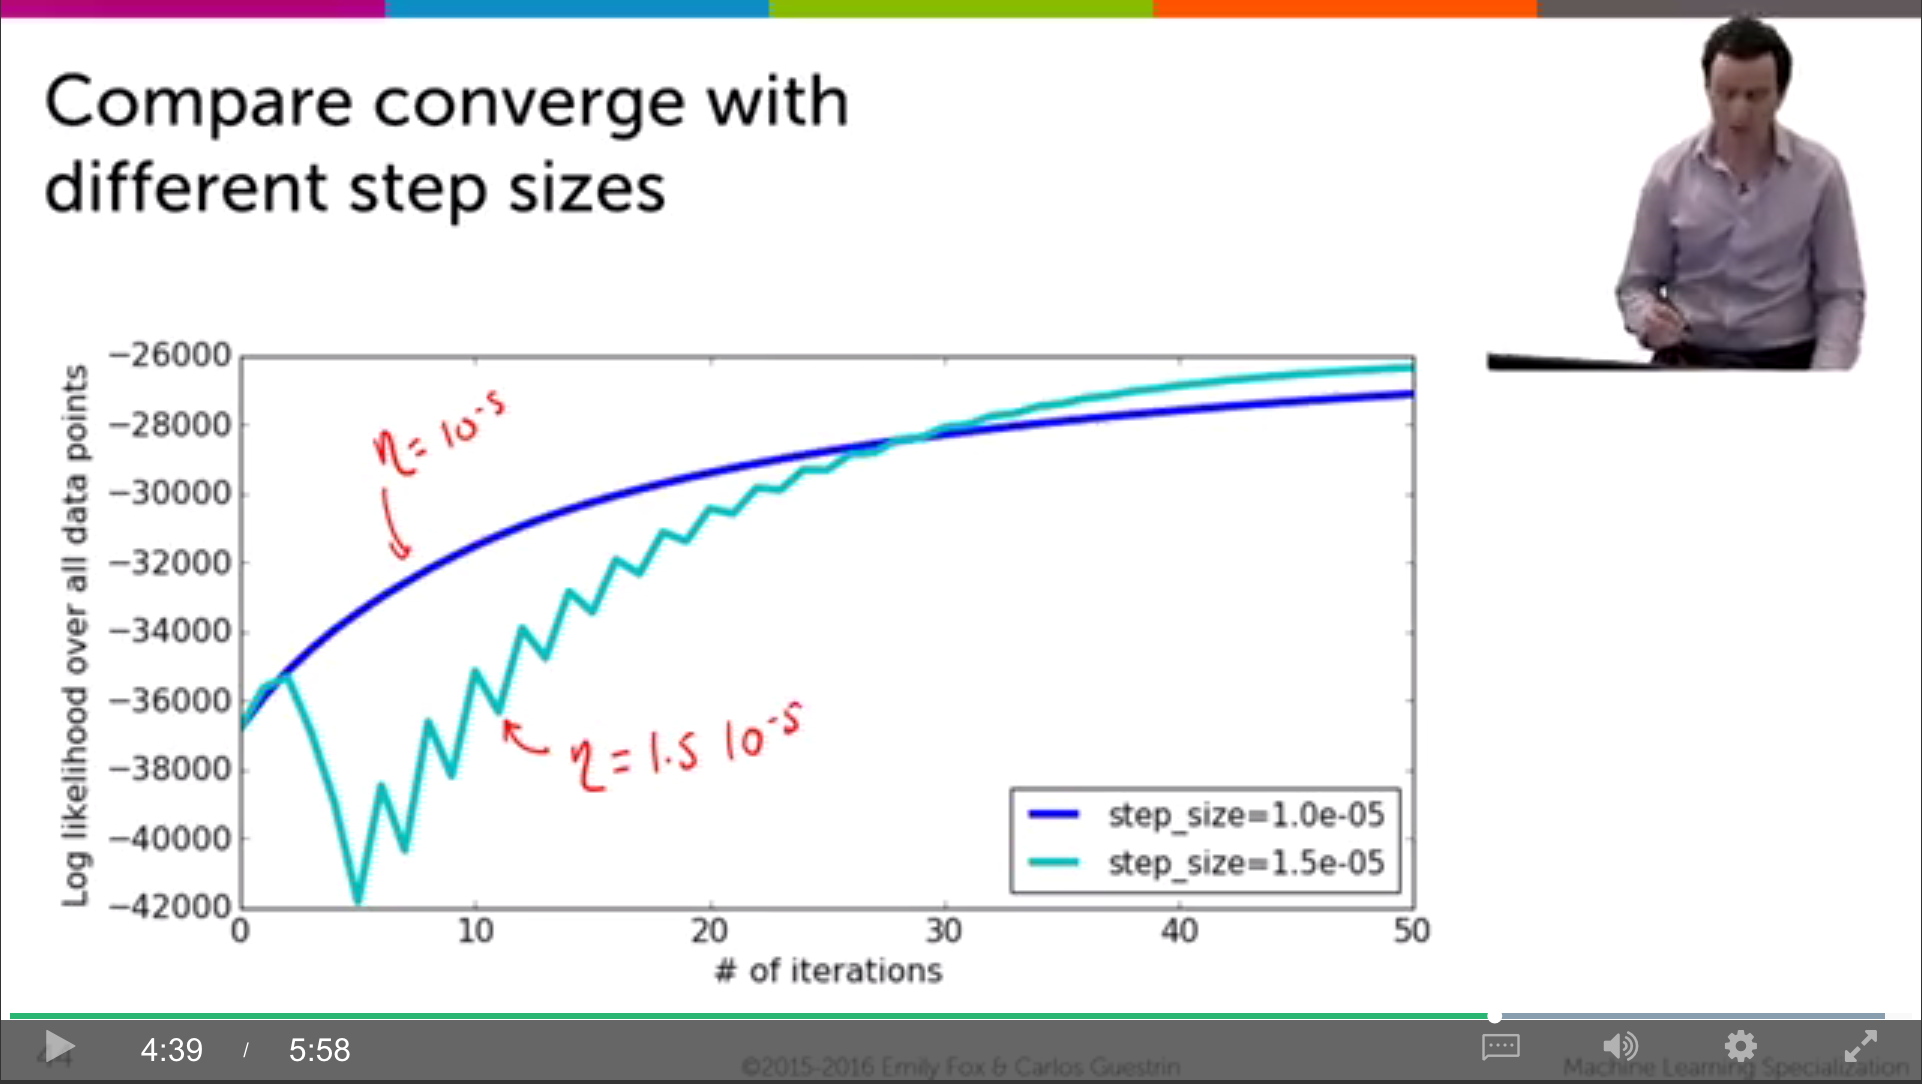 Compare converge with
different step sizes
Log likelihood over all data points
−26000
−28000
−30000
−32000
−34000
−36000
−38000
−40000
−42000
0 10 20 30 40 50
# of iterations
η = 10⁻⁵
η = 1.5 10⁻⁵
step_size=1.0e-05
step_size=1.5e-05
4:39 / 5:58
44
©2015-2016 Emily Fox & Carlos Guestrin
Machine Learning Specialization